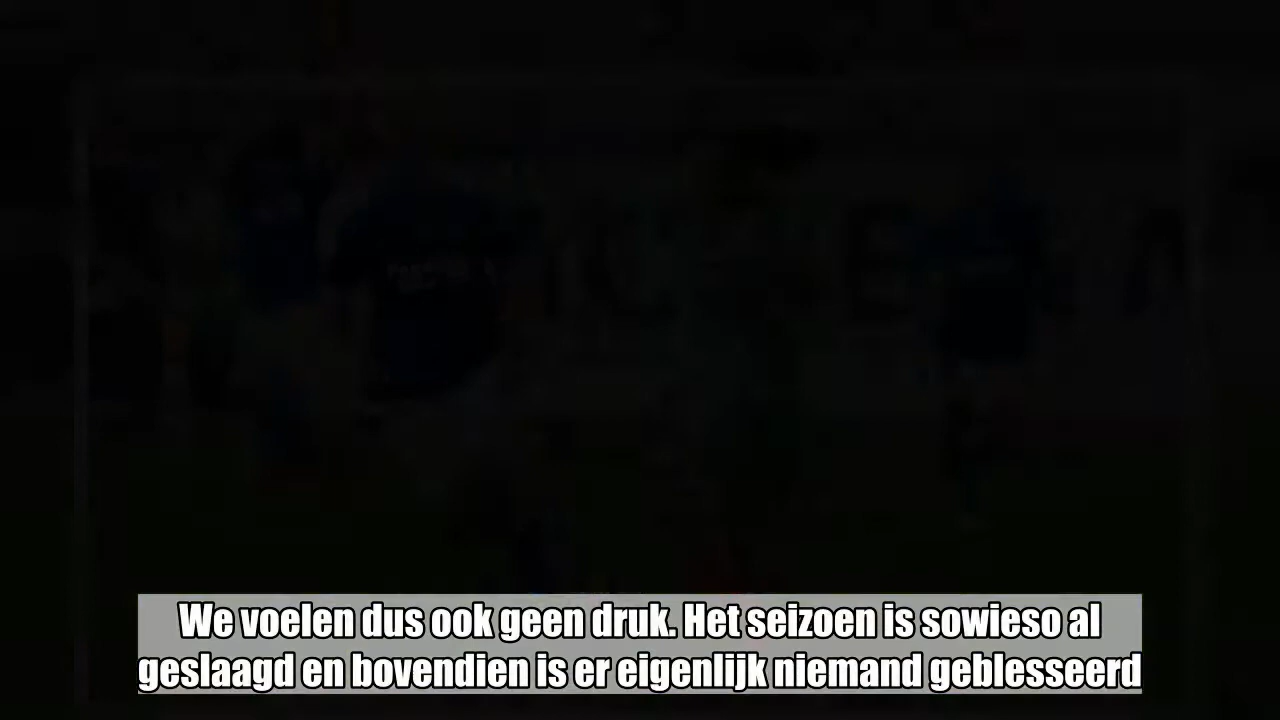 We voelen dus ook geen druk. Het seizoen is sowieso al
geslaagd en bovendien is er eigenlijk niemand geblesseerd